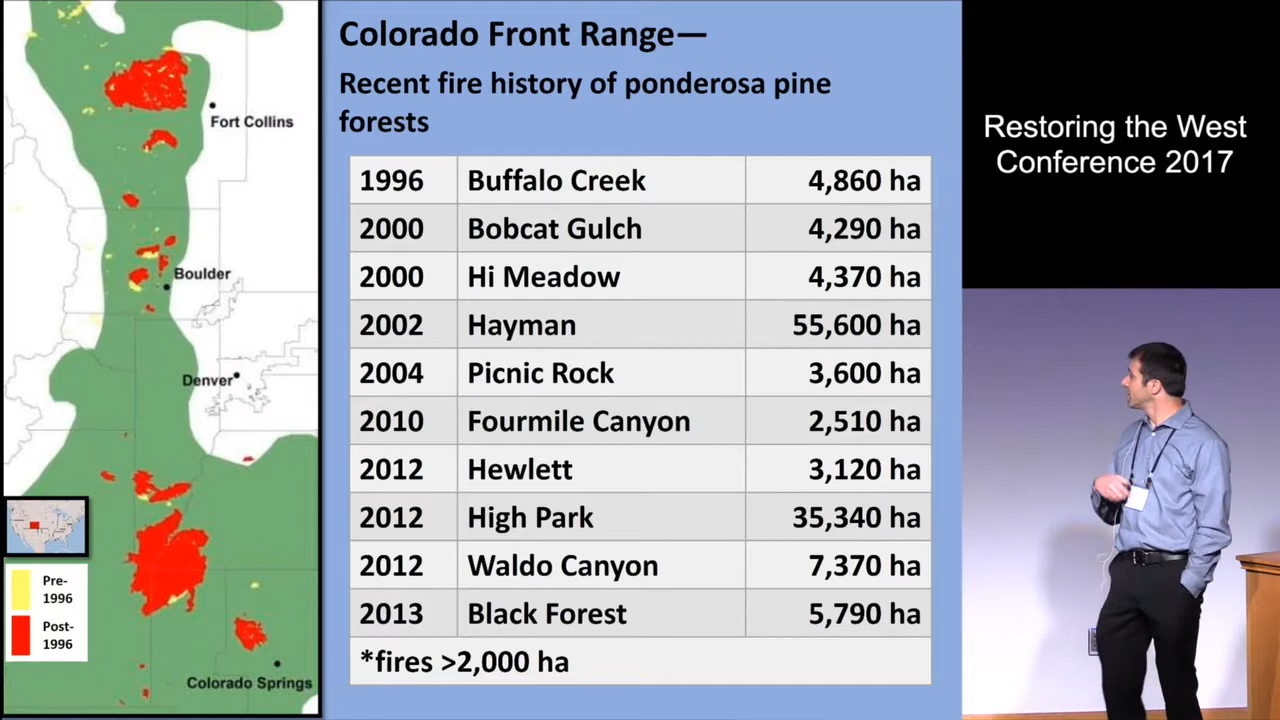 Colorado Front Range—
Recent fire history of ponderosa pine
forests
1996 Buffalo Creek 4,860 ha
2000 Bobcat Gulch 4,290 ha
2000 Hi Meadow 4,370 ha
2002 Hayman 55,600 ha
2004 Picnic Rock 3,600 ha
2010 Fourmile Canyon 2,510 ha
2012 Hewlett 3,120 ha
2012 High Park 35,340 ha
2012 Waldo Canyon 7,370 ha
2013 Black Forest 5,790 ha
*fires >2,000 ha
Fort Collins
Boulder
Denver
Colorado Springs
Pre-
1996
Post-
1996
Restoring the West
Conference 2017